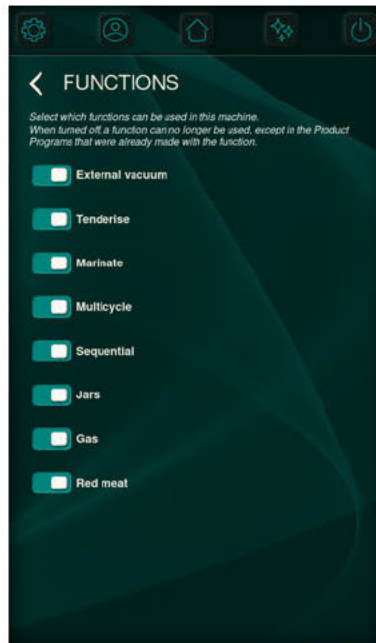 FUNCTIONS
Select which functions can be used in this machine.
When turned off, a function can no longer be used, except in the Product
Programs that were already made with the function.
External vacuum
Tenderise
Marinate
Multicycle
Sequential
Jars
Gas
Red meat